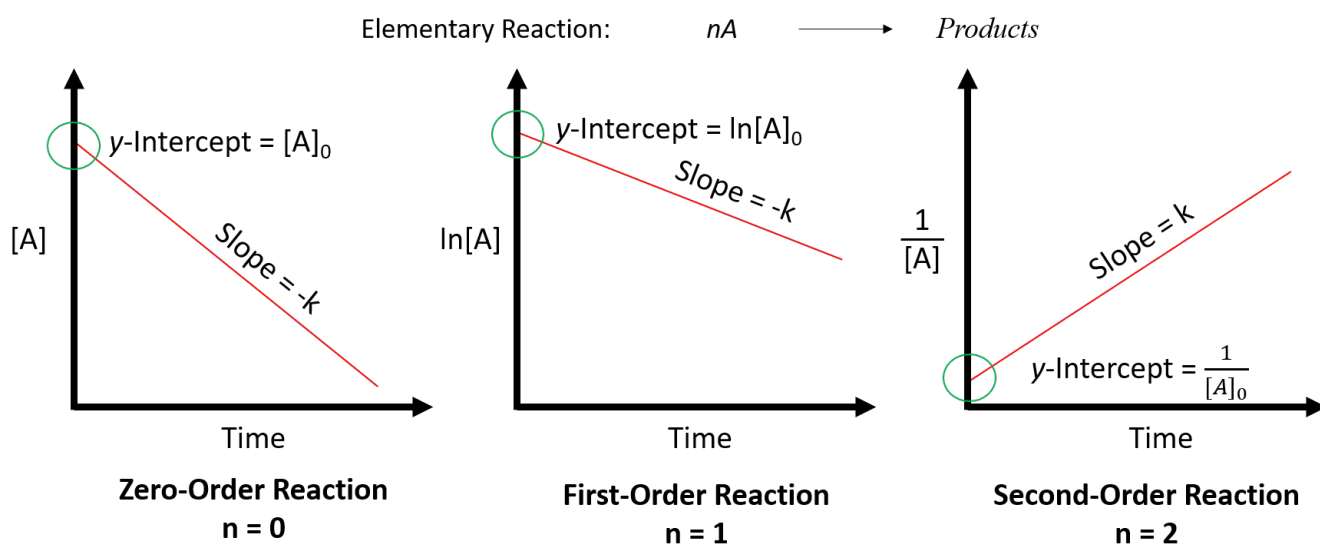 Elementary Reaction: nA ⟶ Products
y-Intercept = [A]₀
[A]
Slope = -k
Time
Zero-Order Reaction
n = 0
y-Intercept = ln[A]₀
ln[A]
Slope = -k
Time
First-Order Reaction
n = 1
1/[A]
Slope = k
y-Intercept = 1/[A]₀
Time
Second-Order Reaction
n = 2